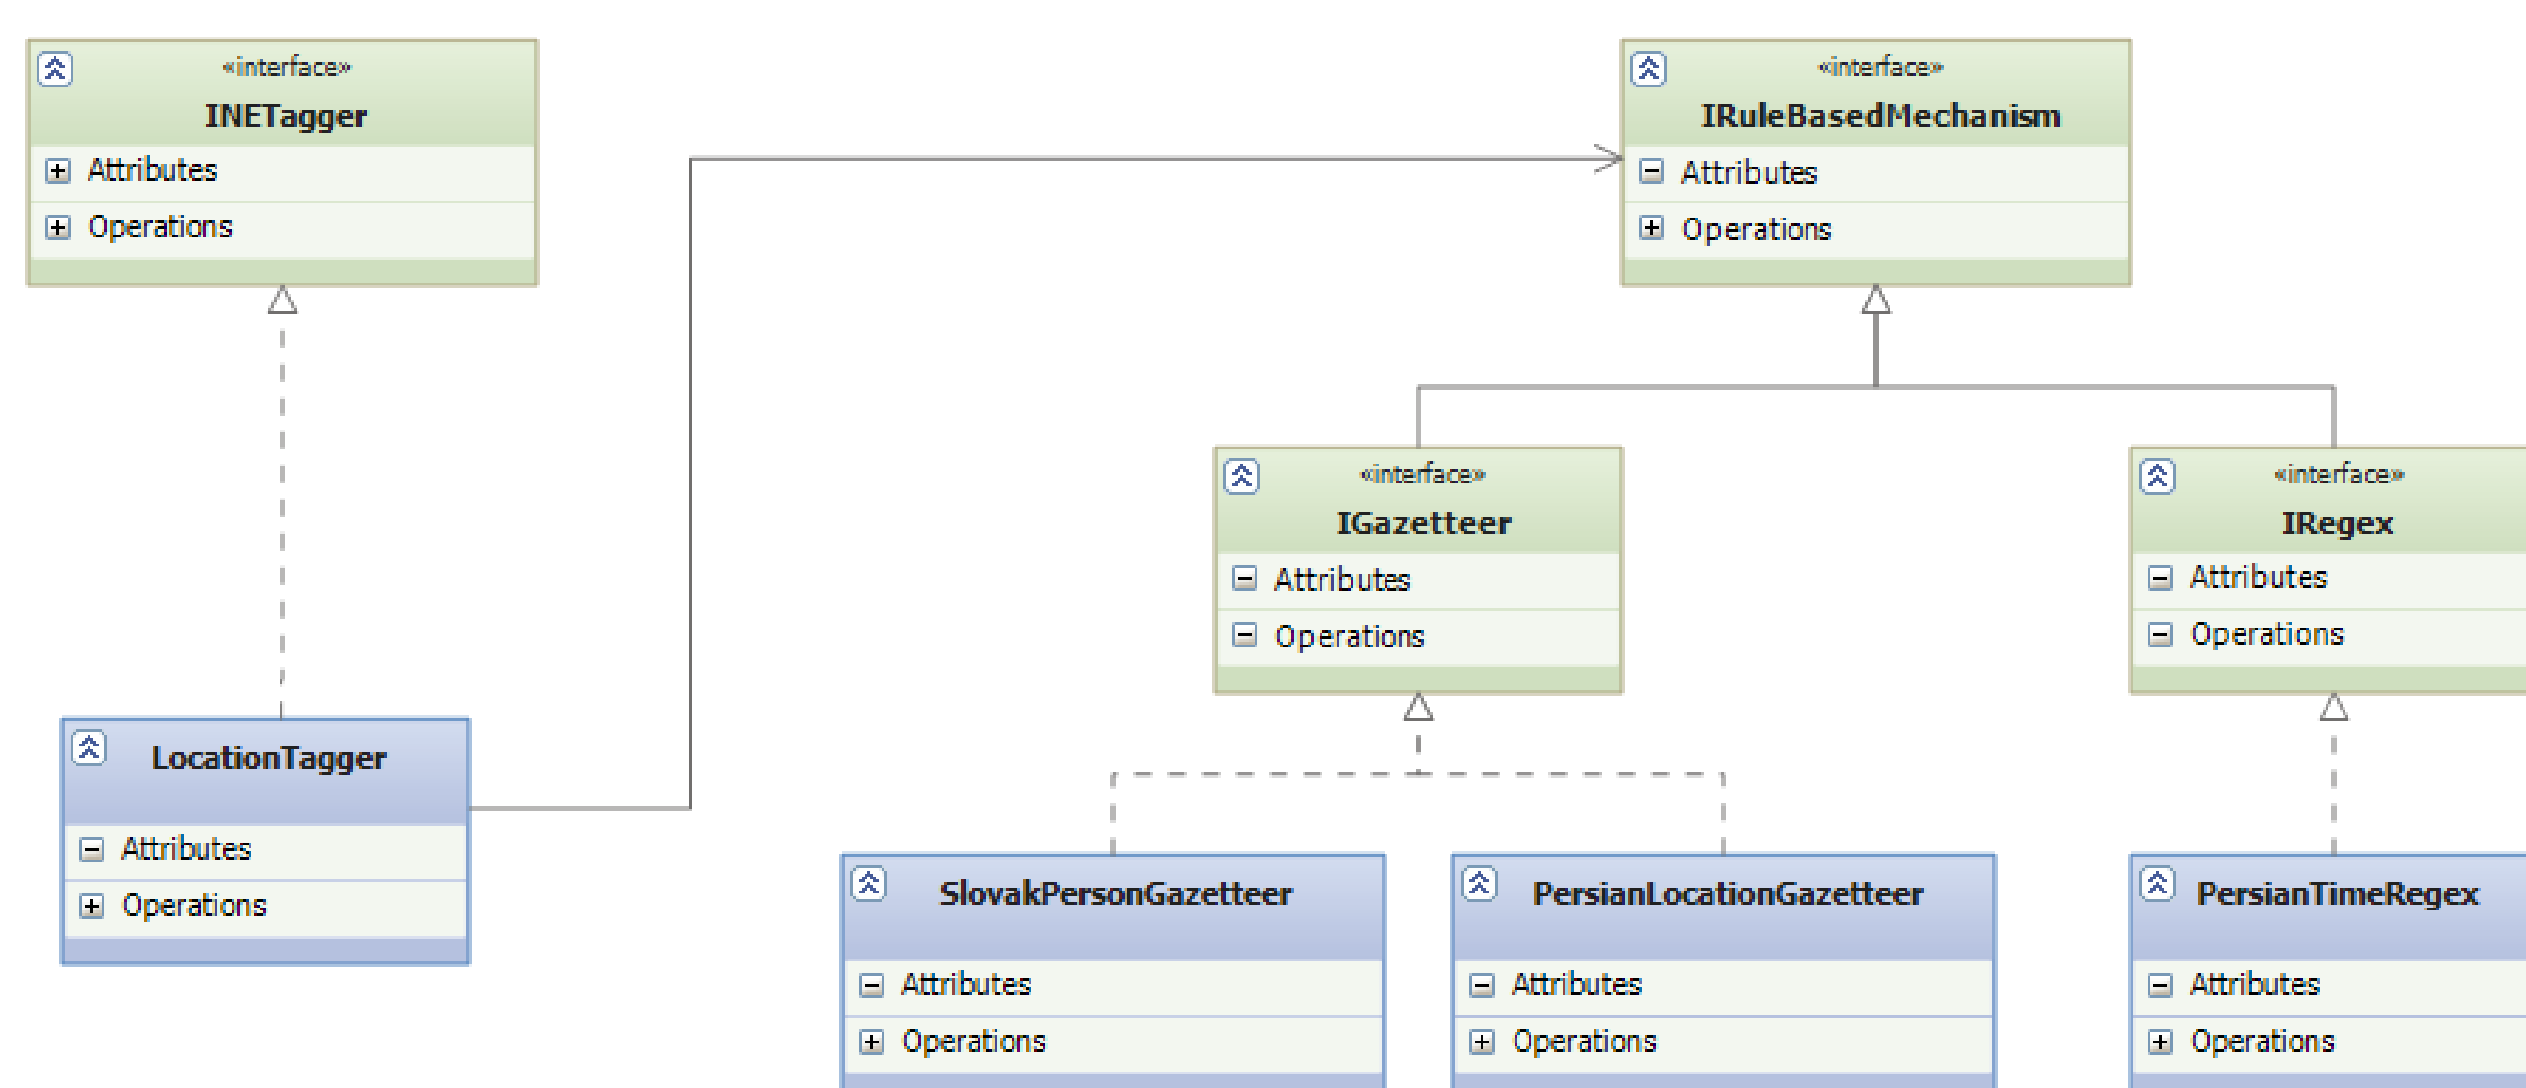 «interface»
INETagger
Attributes
Operations
«interface»
IRuleBasedMechanism
Attributes
Operations
«interface»
IGazetteer
Attributes
Operations
«interface»
IRegex
Attributes
Operations
LocationTagger
Attributes
Operations
SlovakPersonGazetteer
Attributes
Operations
PersianLocationGazetteer
Attributes
Operations
PersianTimeRegex
Attributes
Operations